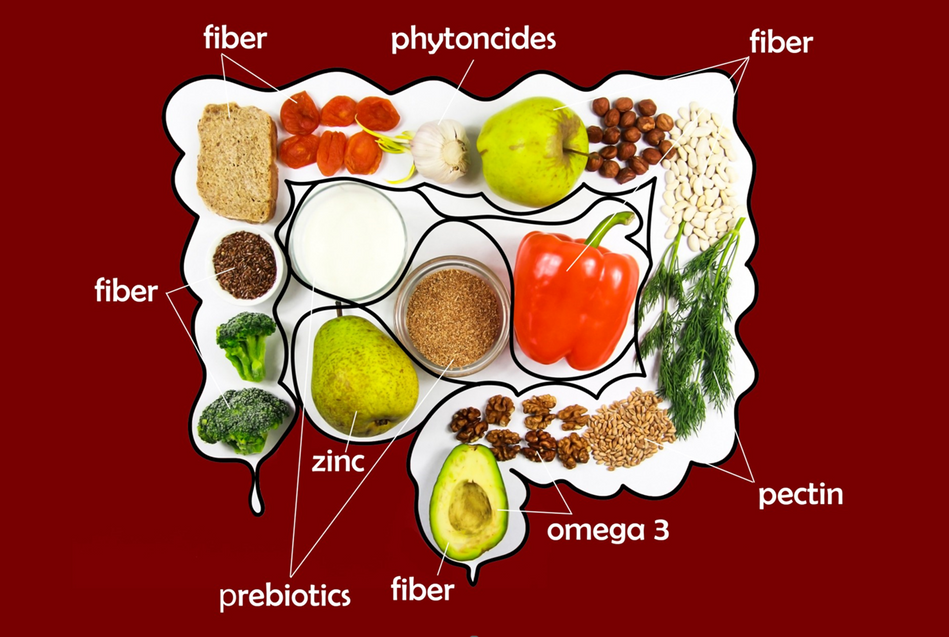 fiber
phytoncides
fiber
fiber
zinc
pectin
omega 3
fiber
prebiotics